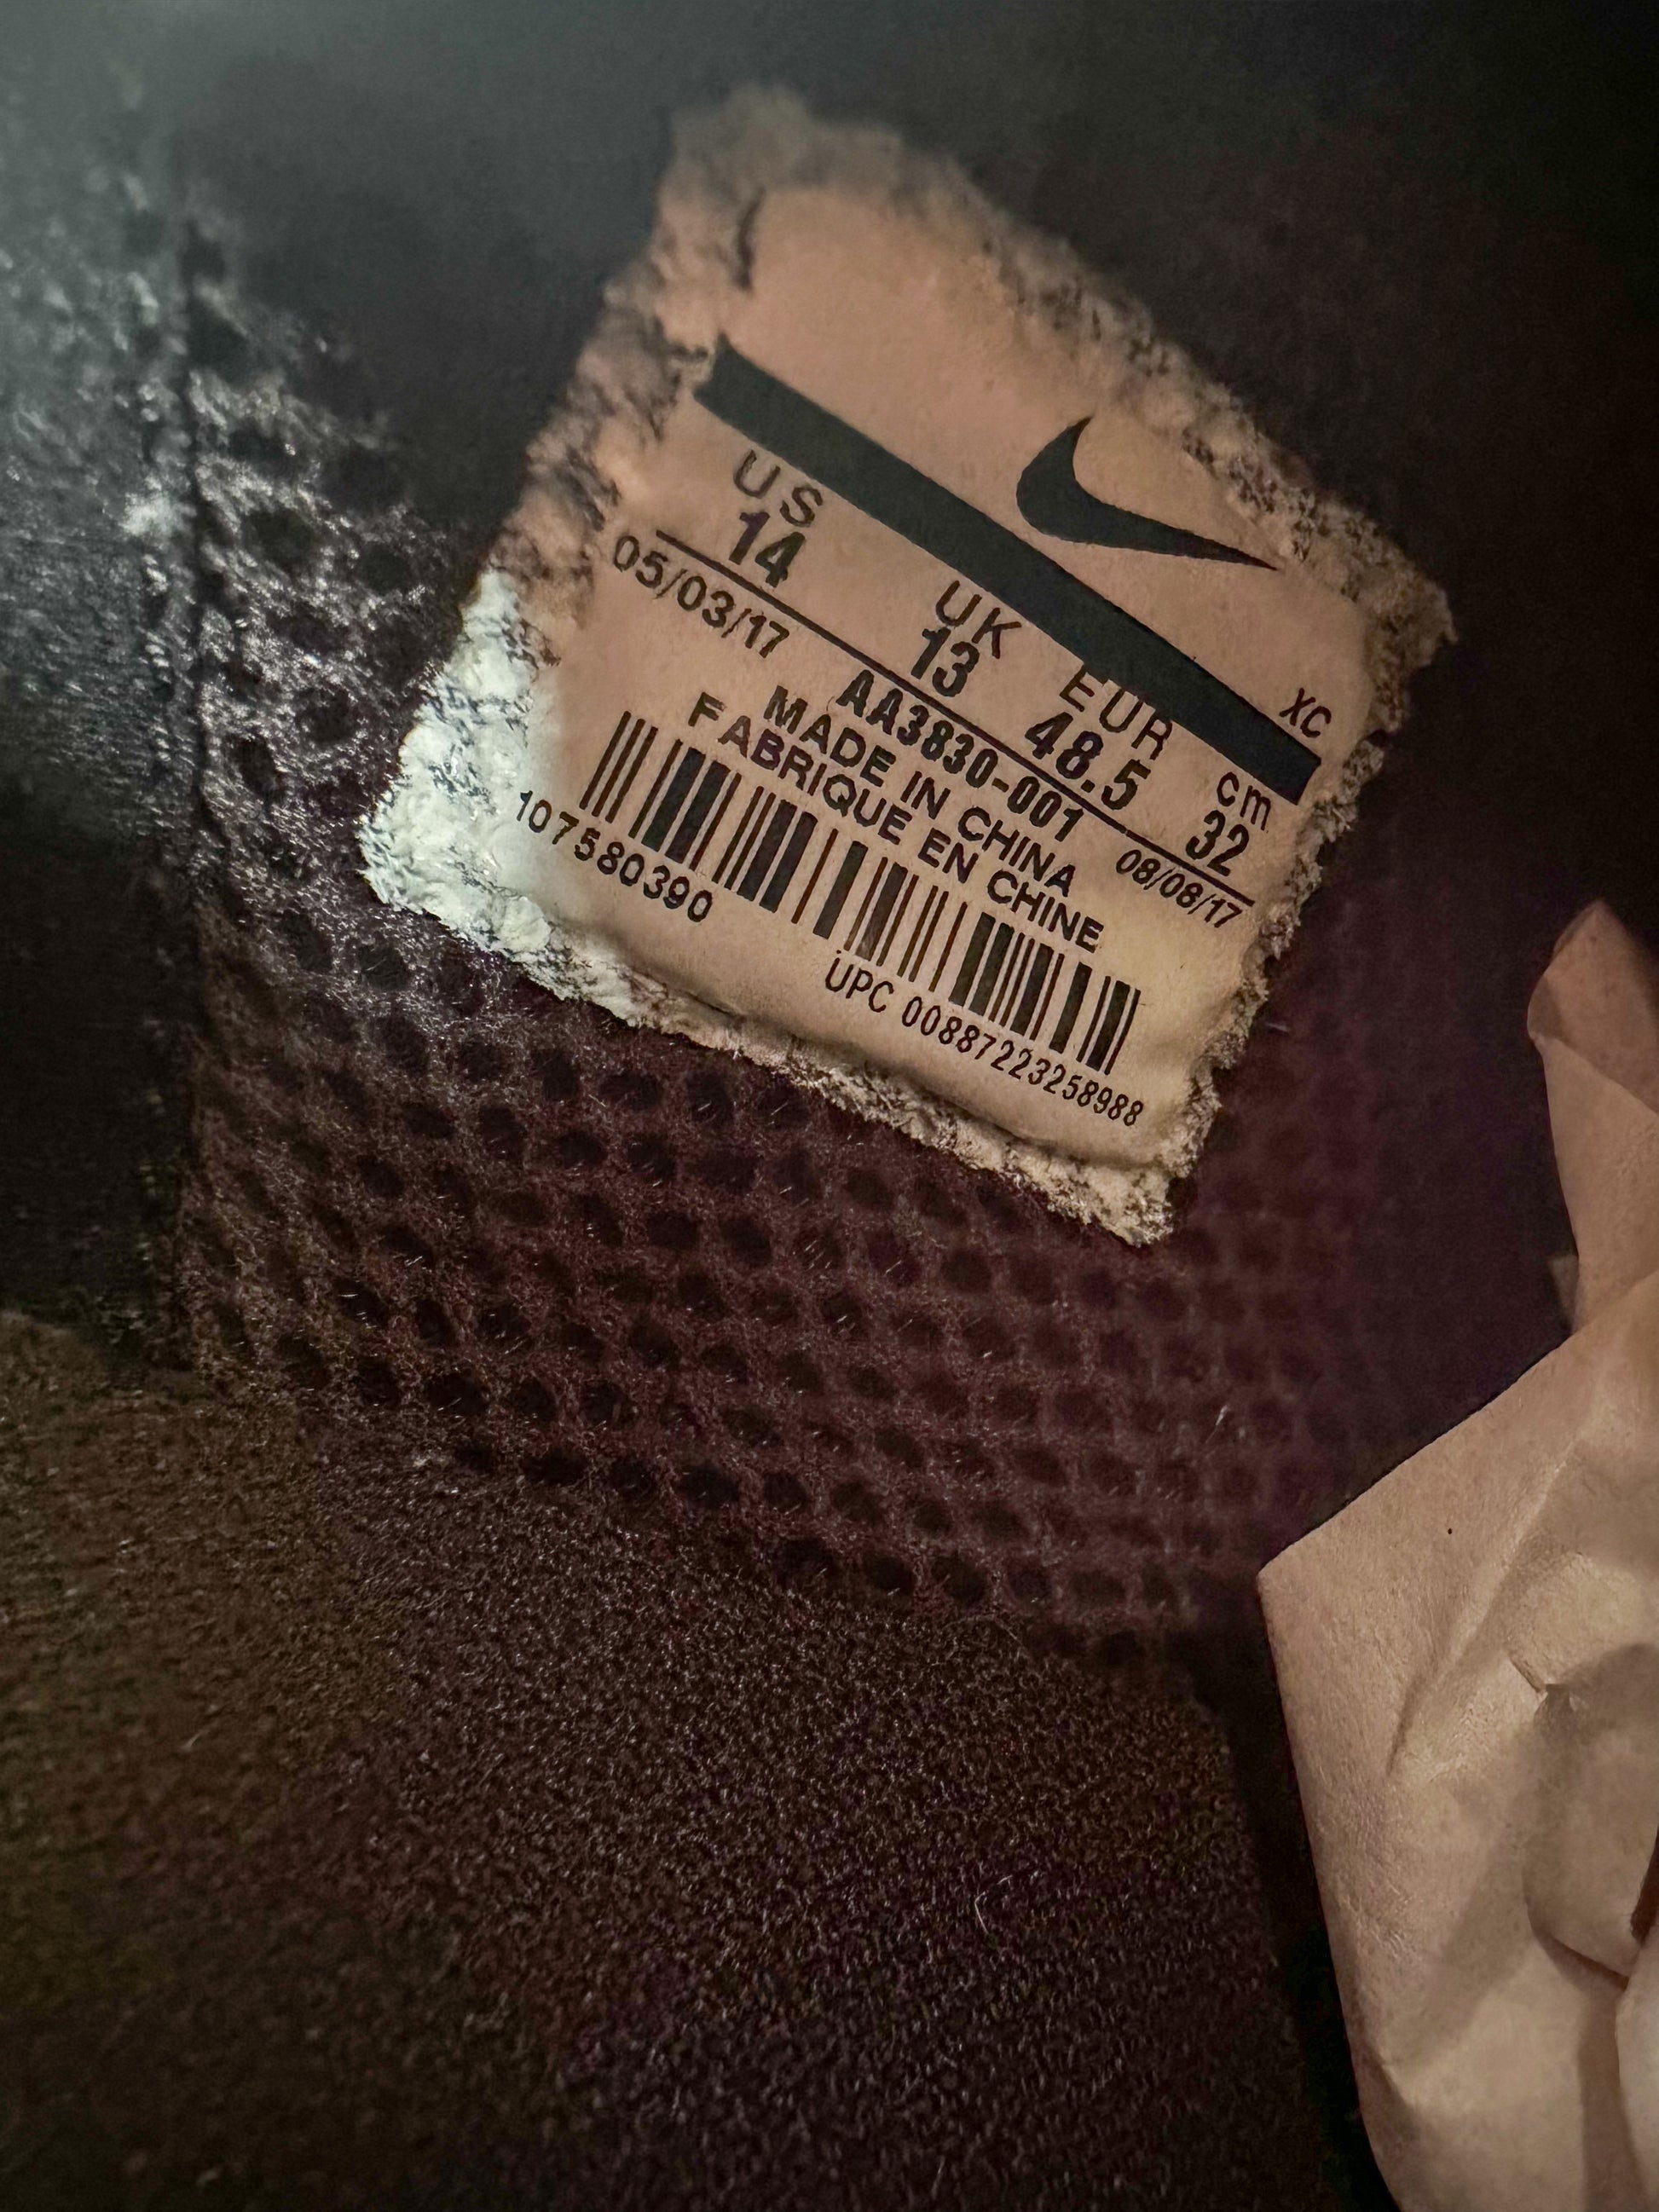 XC
US UK EUR cm
14 13 48.5 32
05/03/17 AA3830-001 08/08/17
MADE IN CHINA
FABRIQUE EN CHINE
107580390
UPC 00887223258988